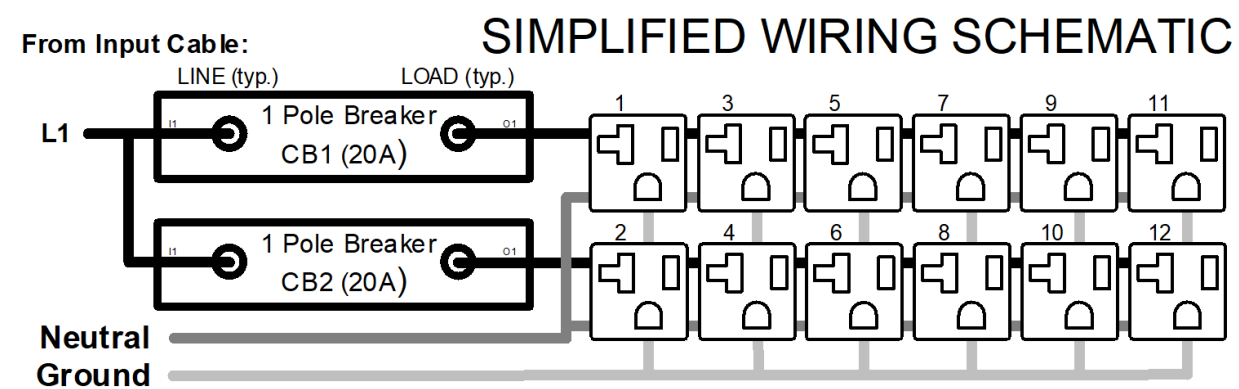 SIMPLIFIED WIRING SCHEMATIC
From Input Cable:
LINE (typ.) LOAD (typ.)
1 3 5 7 9 11
L1 I1 1 Pole Breaker O1
CB1 (20A)
2 4 6 8 10 12
I1 1 Pole Breaker O1
CB2 (20A)
Neutral
Ground